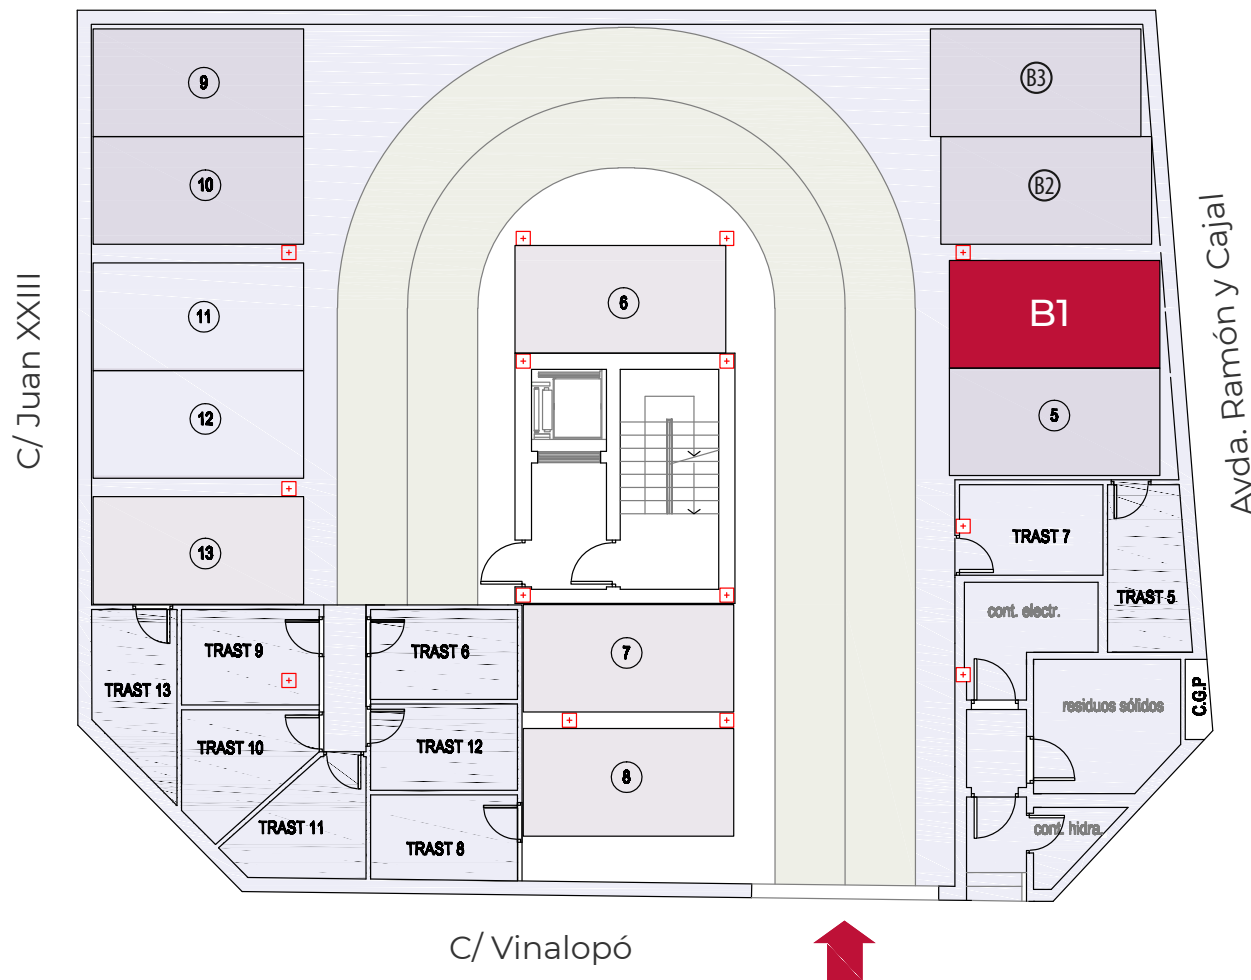 9
B3
10
B2
C/ Juan XXIII
Avda. Ramón y Cajal
6
11
B1
12
5
13
TRAST 7
TRAST 5
cont. electr.
TRAST 9
TRAST 6
7
TRAST 13
C.G.P
residuos sólidos
TRAST 10
TRAST 12
8
TRAST 11
TRAST 8
cont. hidra.
C/ Vinalopó